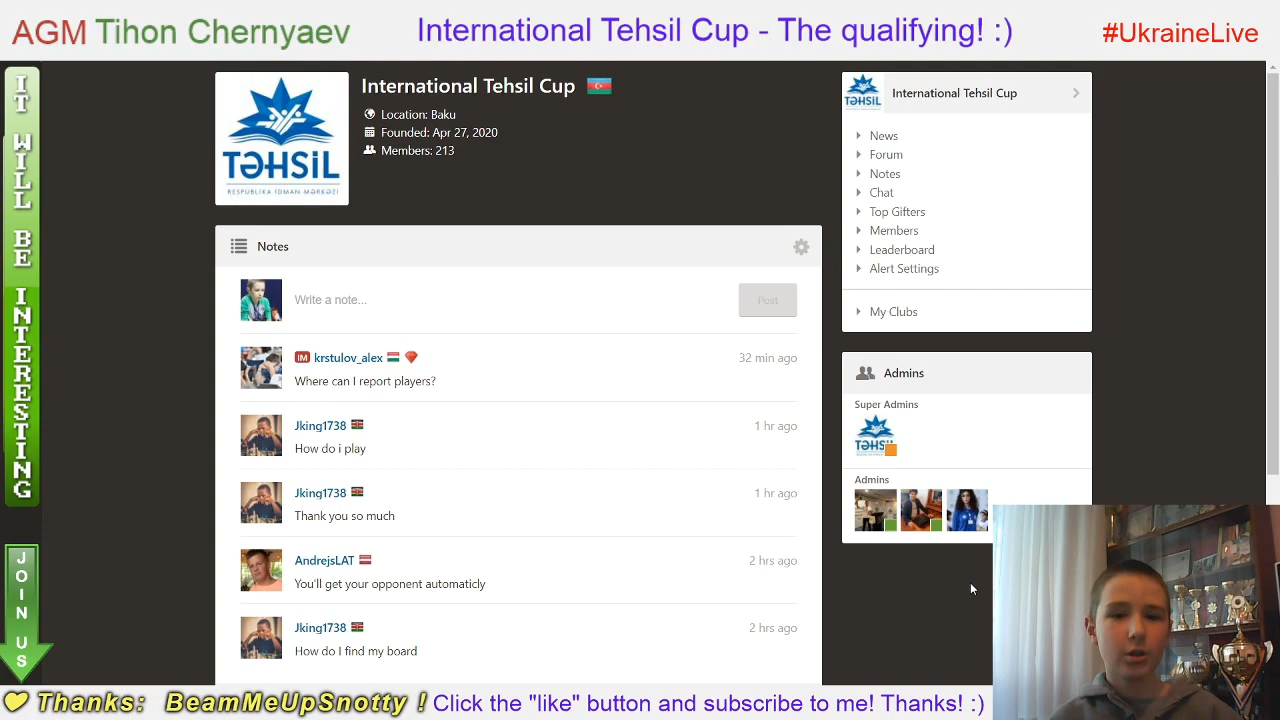 AGM Tihon Chernyaev
International Tehsil Cup - The qualifying! :)
#UkraineLive
IT WILL BE INTERESTING
JOIN US
TƏHSİL
RESPUBLİKA İDMAN MƏRKƏZİ
International Tehsil Cup
Location: Baku
Founded: Apr 27, 2020
Members: 213
Notes
Write a note...
Post
IM krstulov_alex
32 min ago
Where can I report players?
Jking1738
1 hr ago
How do i play
Jking1738
1 hr ago
Thank you so much
AndrejsLAT
2 hrs ago
You'll get your opponent automaticly
Jking1738
2 hrs ago
How do I find my board
TƏHSİL
International Tehsil Cup
News
Forum
Notes
Chat
Top Gifters
Members
Leaderboard
Alert Settings
My Clubs
Admins
Super Admins
Admins
Thanks: BeamMeUpSnotty !
Click the "like" button and subscribe to me! Thanks! :)